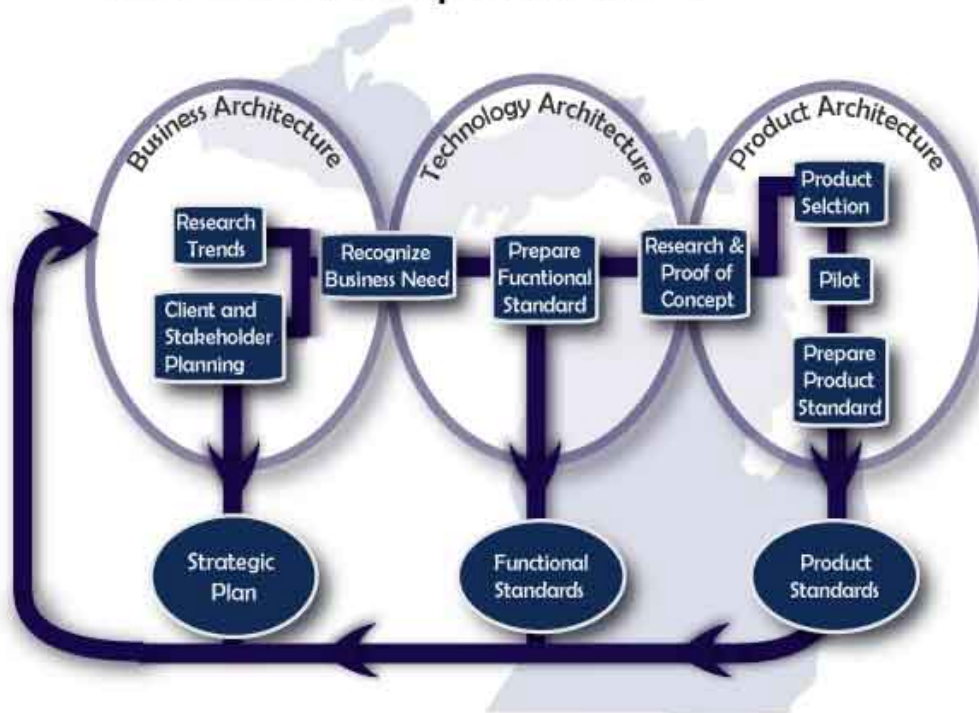 Business Architecture
Technology Architecture
Product Architecture
Research
Trends
Client and
Stakeholder
Planning
Recognize
Business Need
Prepare
Fucntional
Standard
Research &
Proof of
Concept
Product
Selction
Pilot
Prepare
Product
Standard
Strategic
Plan
Functional
Standards
Product
Standards